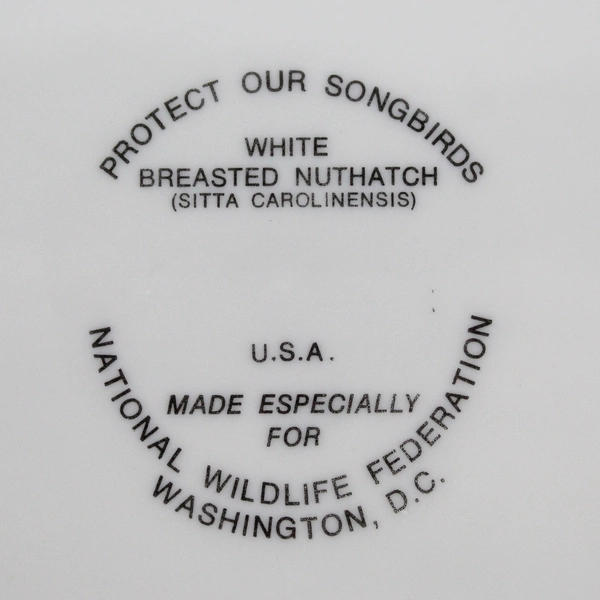 PROTECT OUR SONGBIRDS
WHITE
BREASTED NUTHATCH
(SITTA CAROLINENSIS)
U.S.A.
MADE ESPECIALLY
FOR
NATIONAL WILDLIFE FEDERATION
WASHINGTON, D.C.